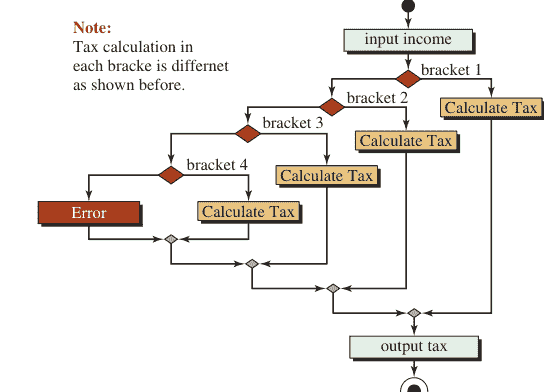 Note:
Tax calculation in
each bracke is differnet
as shown before.
input income
bracket 1
Calculate Tax
bracket 2
Calculate Tax
bracket 3
Calculate Tax
bracket 4
Calculate Tax
Error
output tax